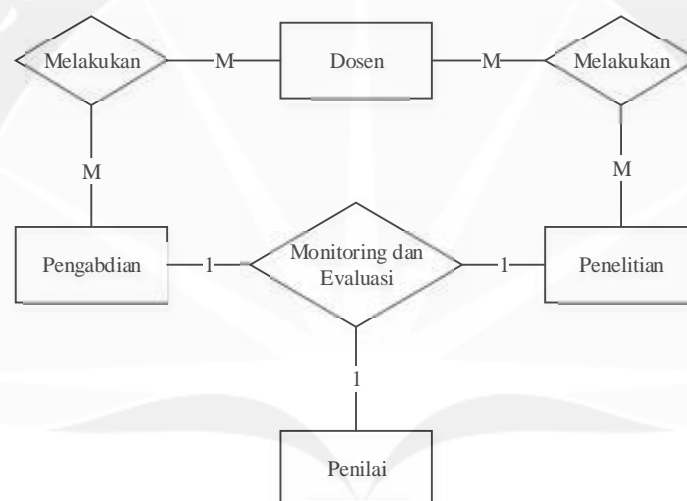 Melakukan
M
Dosen
M
Melakukan
M
M
Pengabdian
1
Monitoring dan
Evaluasi
1
Penelitian
1
Penilai